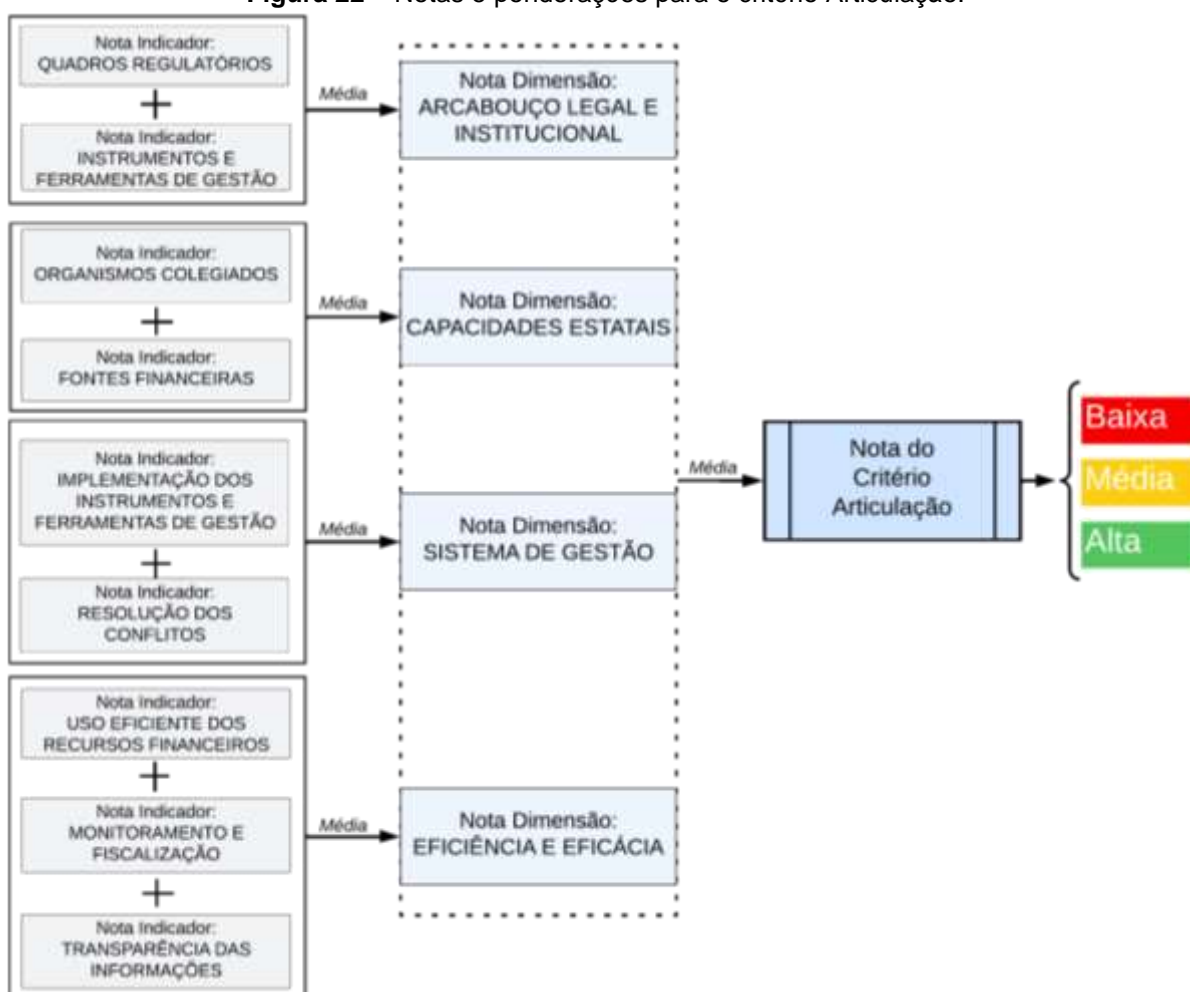 Figura 22 – Notas e ponderações para o critério Articulação.
Nota Indicador:
QUADROS REGULATÓRIOS
+
Nota Indicador:
INSTRUMENTOS E
FERRAMENTAS DE GESTÃO
Média
Nota Dimensão:
ARCABOUÇO LEGAL E
INSTITUCIONAL
Nota Indicador:
ORGANISMOS COLEGIADOS
+
Nota Indicador:
FONTES FINANCEIRAS
Média
Nota Dimensão:
CAPACIDADES ESTATAIS
Nota Indicador:
IMPLEMENTAÇÃO DOS
INSTRUMENTOS E
FERRAMENTAS DE GESTÃO
+
Nota Indicador:
RESOLUÇÃO DOS
CONFLITOS
Média
Nota Dimensão:
SISTEMA DE GESTÃO
Nota Indicador:
USO EFICIENTE DOS
RECURSOS FINANCEIROS
+
Nota Indicador:
MONITORAMENTO E
FISCALIZAÇÃO
+
Nota Indicador:
TRANSPARÊNCIA DAS
INFORMAÇÕES
Média
Nota Dimensão:
EFICIÊNCIA E EFICÁCIA
Média
Nota do
Critério
Articulação
Baixa
Média
Alta